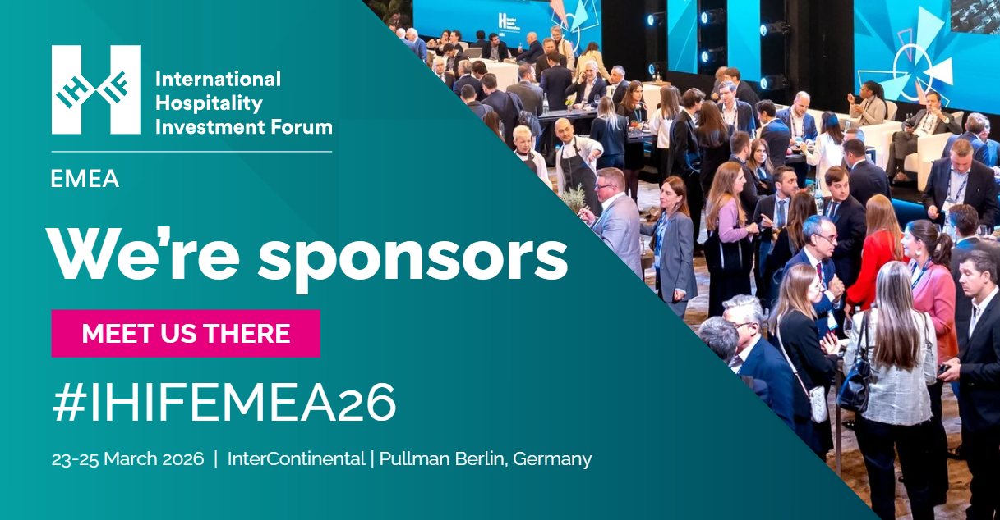 IH IF
International
Hospitality
Investment Forum
EMEA
We're sponsors
MEET US THERE
#IHIFEMEA26
23-25 March 2026 | InterContinental | Pullman Berlin, Germany